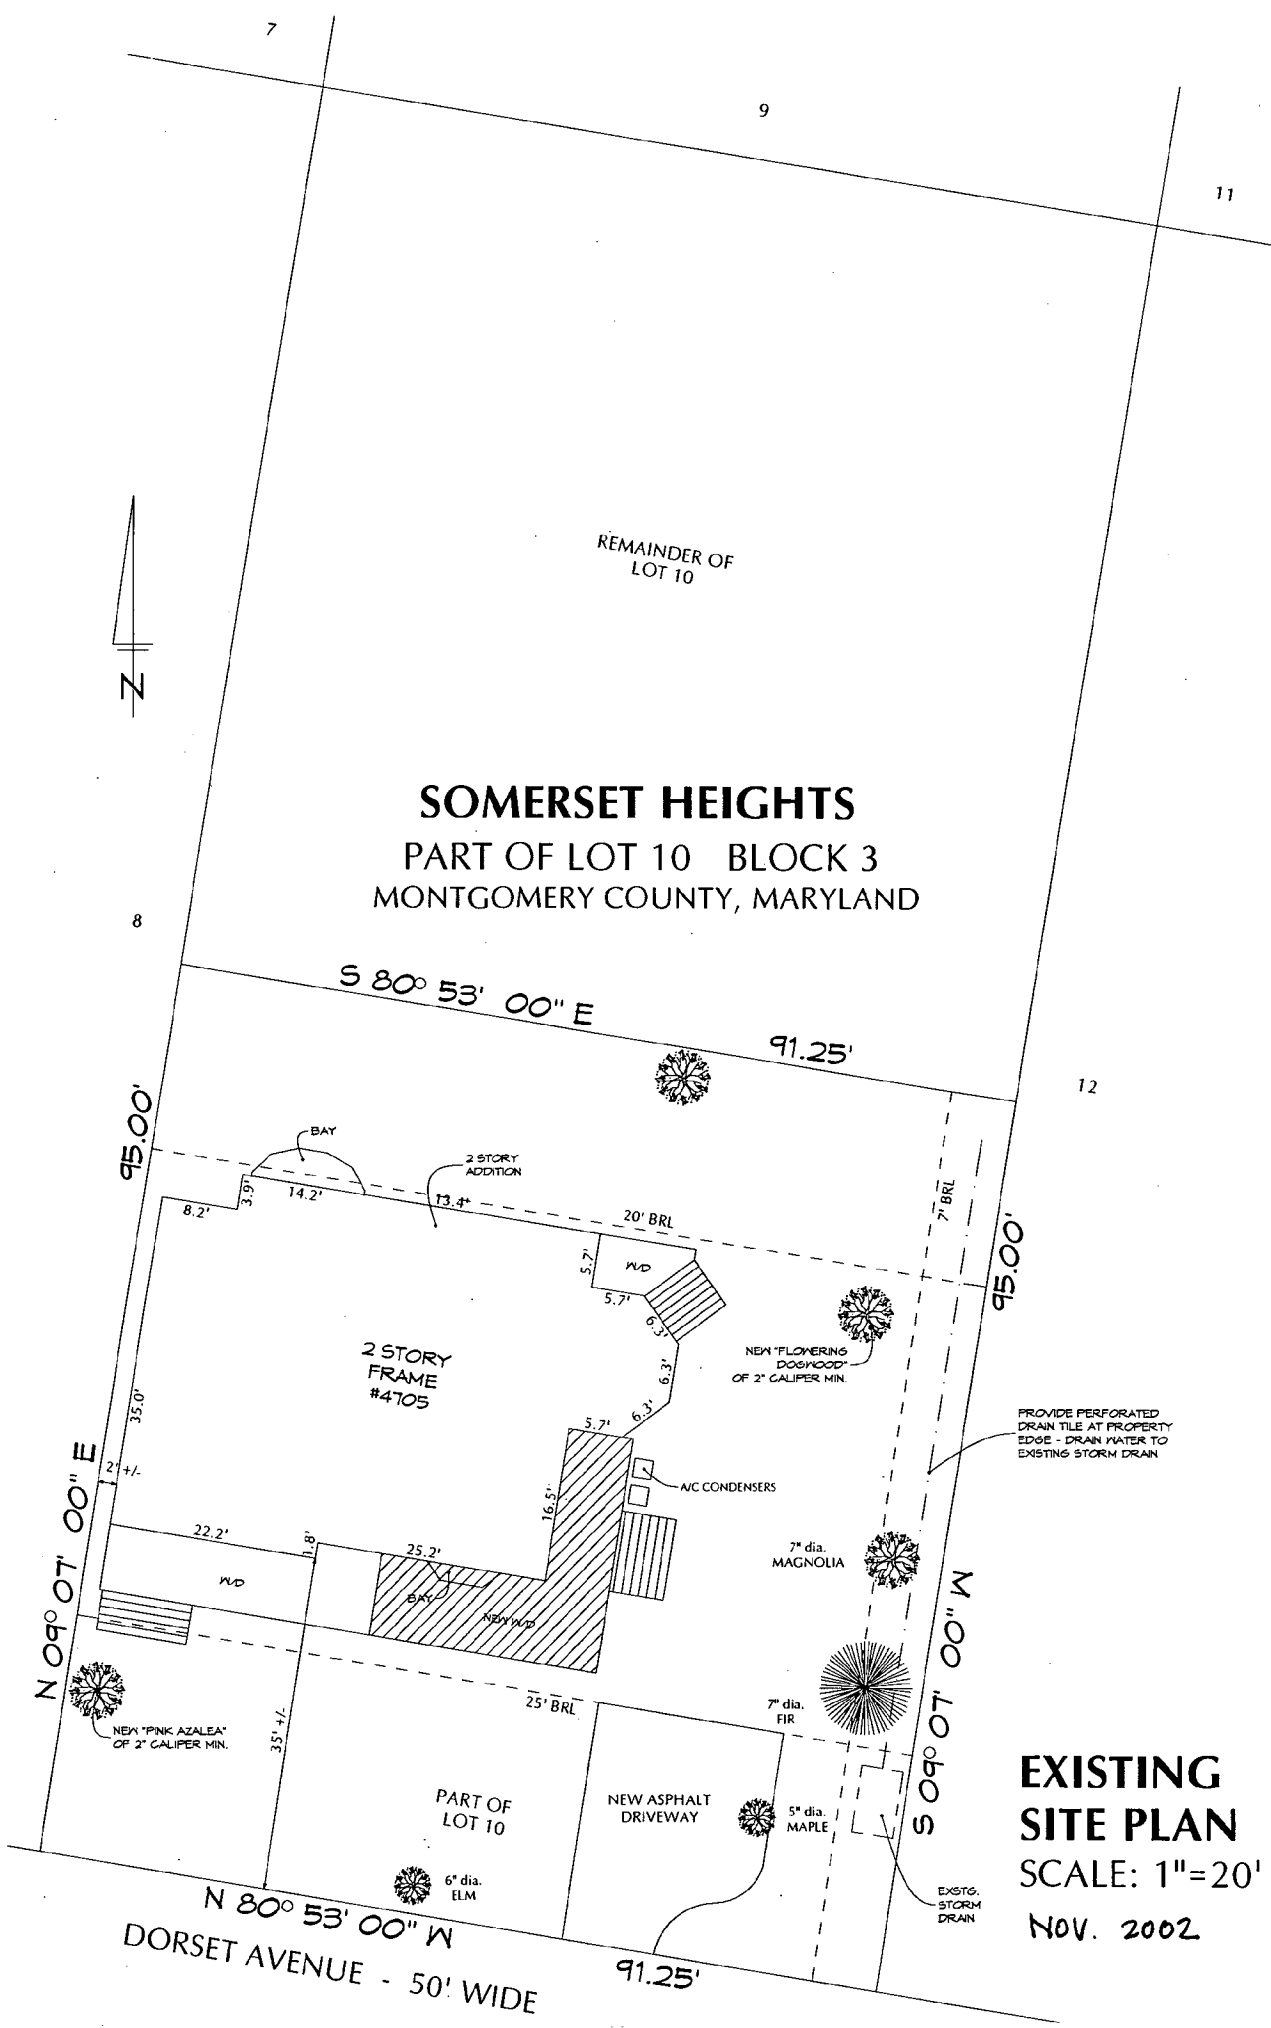 7
9
11
REMAINDER OF
LOT 10
N
SOMERSET HEIGHTS
PART OF LOT 10 BLOCK 3
MONTGOMERY COUNTY, MARYLAND
8
S 80° 53' 00" E
91.25'
12
95.00'
BAY
2 STORY
ADDITION
7' BRL
8.2'
3.9'
14.2'
13.4'
20' BRL
95.00'
5.7'
WD
5.7'
6.3'
2 STORY
FRAME
#4705
NEW "FLOWERING
DOGWOOD"
OF 2" CALIPER MIN.
6.3'
6.3'
35.0'
5.7'
PROVIDE PERFORATED
DRAIN TILE AT PROPERTY
EDGE - DRAIN WATER TO
EXISTING STORM DRAIN
2' +/-
A/C CONDENSERS
16.5'
22.2'
1.8'
25.2'
7" dia.
MAGNOLIA
WD
BAY
NEW WD
N 09° 07' 00" E
S 09° 07' 00" W
25' BRL
7" dia.
FIR
NEW "PINK AZALEA"
OF 2" CALIPER MIN.
35' +/-
PART OF
LOT 10
NEW ASPHALT
DRIVEWAY
5" dia.
MAPLE
6" dia.
ELM
EXSTG.
STORM
DRAIN
N 80° 53' 00" W
91.25'
DORSET AVENUE - 50' WIDE
EXISTING
SITE PLAN
SCALE: 1"=20'
NOV. 2002